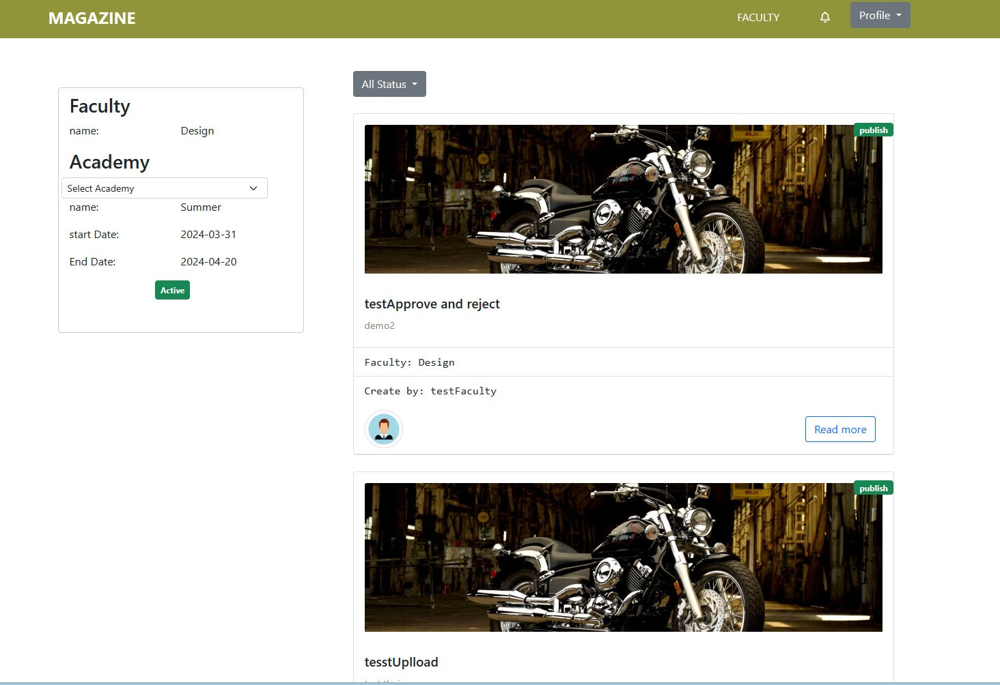 MAGAZINE
FACULTY
Profile
Faculty
name: Design
Academy
Select Academy
name: Summer
start Date: 2024-03-31
End Date: 2024-04-20
Active
All Status
publish
testApprove and reject
demo2
Faculty: Design
Create by: testFaculty
Read more
publish
tesstUplload